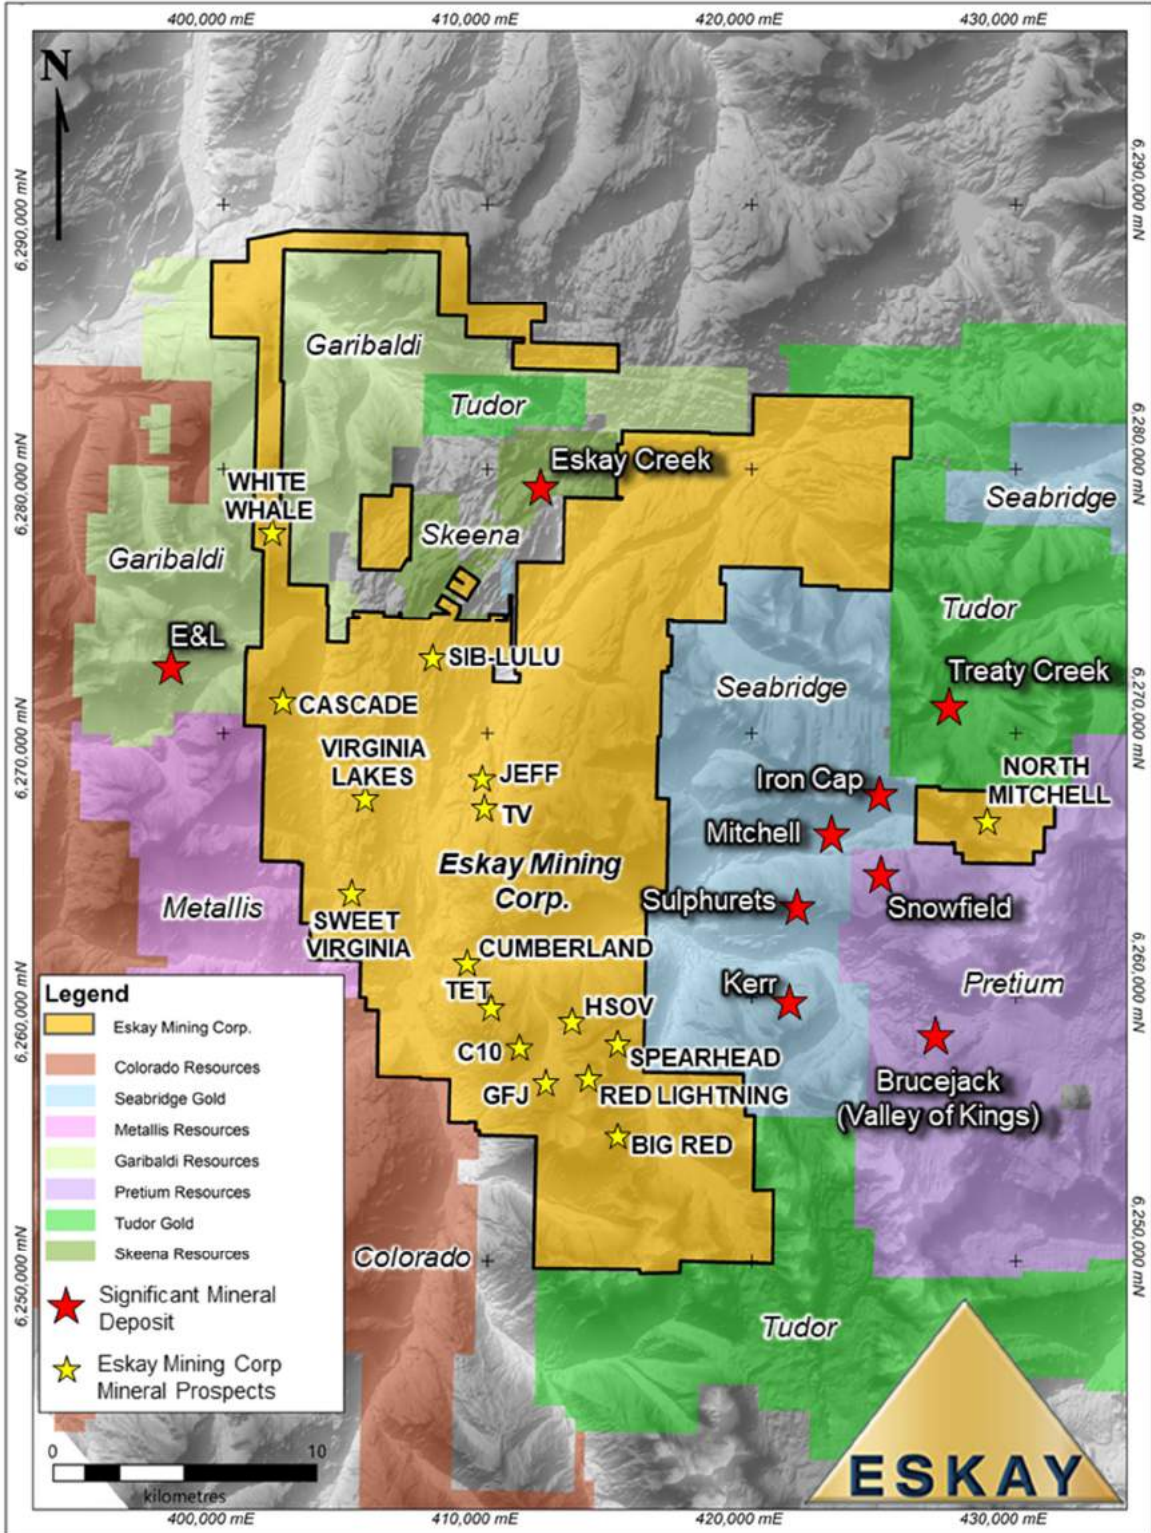 400,000 mE
410,000 mE
420,000 mE
430,000 mE
N
6,290,000 mN
6,290,000 mN
Garibaldi
Tudor
6,280,000 mN
6,280,000 mN
Eskay Creek
WHITE
WHALE
Skeena
Seabridge
Garibaldi
Tudor
E&L
SIB-LULU
Seabridge
Treaty Creek
CASCADE
6,270,000 mN
6,270,000 mN
VIRGINIA
LAKES
JEFF
TV
Iron Cap
NORTH
MITCHELL
Mitchell
Eskay Mining
Corp.
Metallis
Sulphurets
Snowfield
SWEET
VIRGINIA
CUMBERLAND
6,260,000 mN
6,260,000 mN
TET
HSOV
Kerr
Pretium
C10
SPEARHEAD
GFJ
RED LIGHTNING
Brucejack
(Valley of Kings)
BIG RED
6,250,000 mN
6,250,000 mN
Colorado
Tudor
Legend
Eskay Mining Corp.
Colorado Resources
Seabridge Gold
Metallis Resources
Garibaldi Resources
Pretium Resources
Tudor Gold
Skeena Resources
Significant Mineral
Deposit
Eskay Mining Corp
Mineral Prospects
0
10
kilometres
ESKAY
400,000 mE
410,000 mE
420,000 mE
430,000 mE